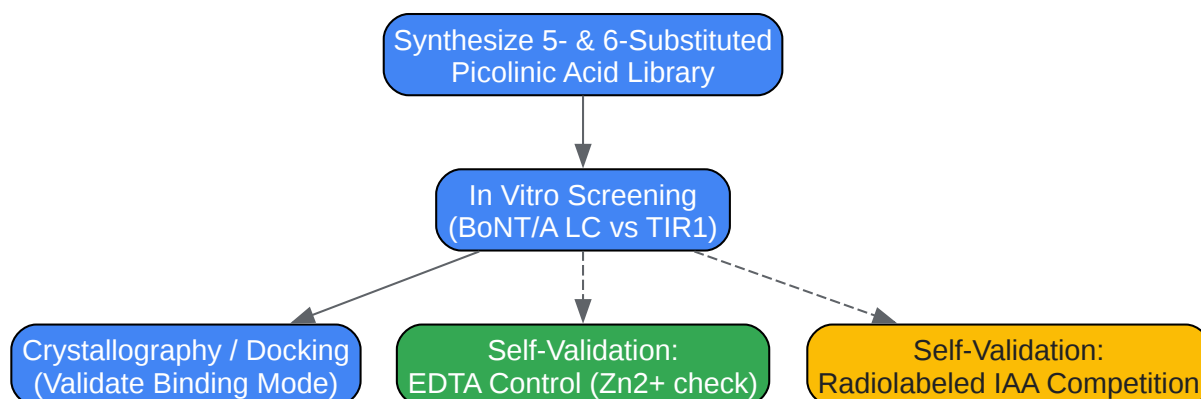 Synthesize 5- & 6-Substituted
Picolinic Acid Library
In Vitro Screening
(BoNT/A LC vs TIR1)
Crystallography / Docking
(Validate Binding Mode)
Self-Validation:
EDTA Control (Zn2+ check)
Self-Validation:
Radiolabeled IAA Competition